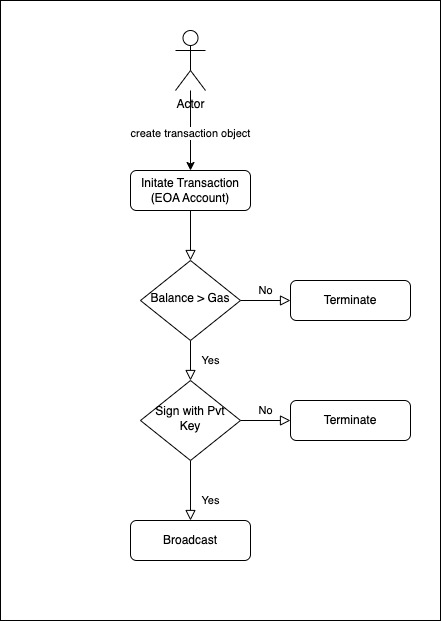 Actor
create transaction object
Initate Transaction
(EOA Account)
Balance > Gas
No
Terminate
Yes
Sign with Pvt
Key
No
Terminate
Yes
Broadcast